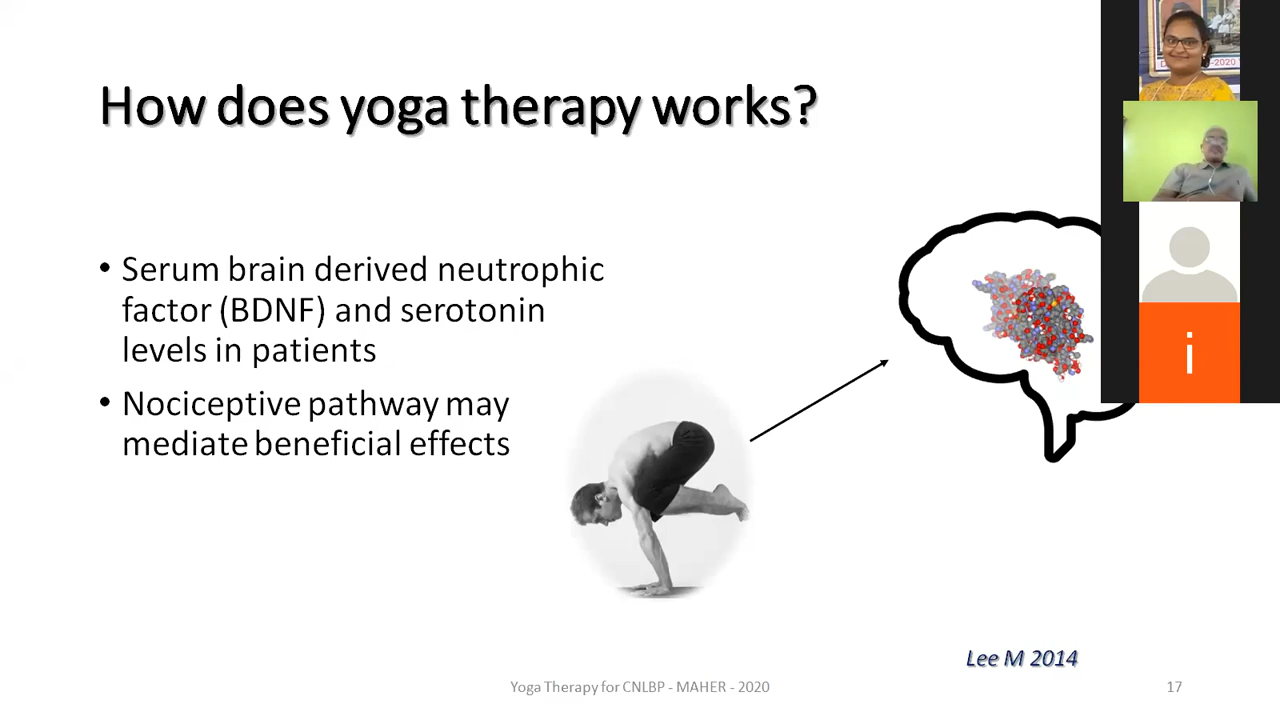 How does yoga therapy works?
• Serum brain derived neutrophic
factor (BDNF) and serotonin
levels in patients
• Nociceptive pathway may
mediate beneficial effects
Lee M 2014
Yoga Therapy for CNLBP - MAHER - 2020
17
-2020
i